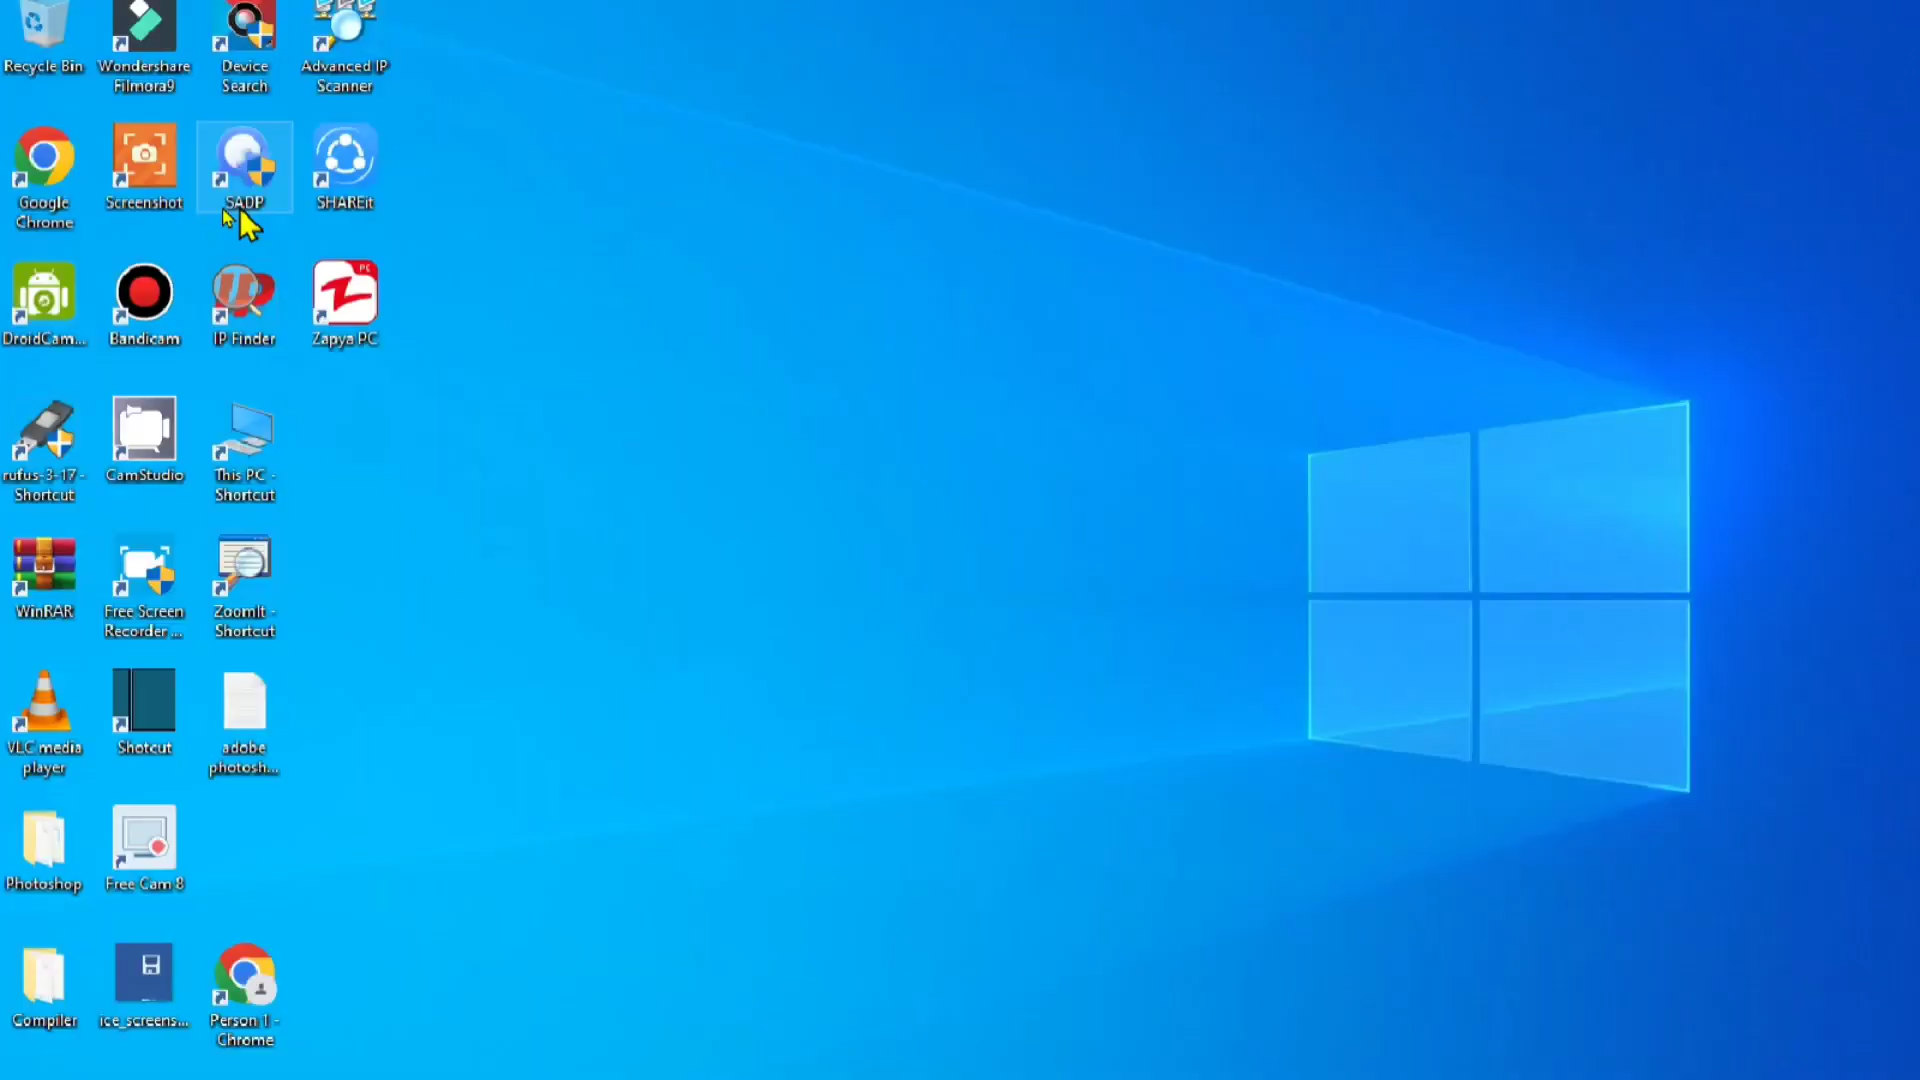 Recycle Bin
Wondershare
Filmora9
Device
Search
Advanced IP
Scanner
Google
Chrome
Screenshot
SADP
SHAREit
DroidCam...
Bandicam
IP Finder
PC
Zapya PC
rufus-3-17 -
Shortcut
CamStudio
This PC -
Shortcut
WinRAR
Free Screen
Recorder ...
ZoomIt -
Shortcut
VLC media
player
Shotcut
adobe
photosh...
Photoshop
Free Cam 8
Compiler
ice_screens...
Person 1 -
Chrome